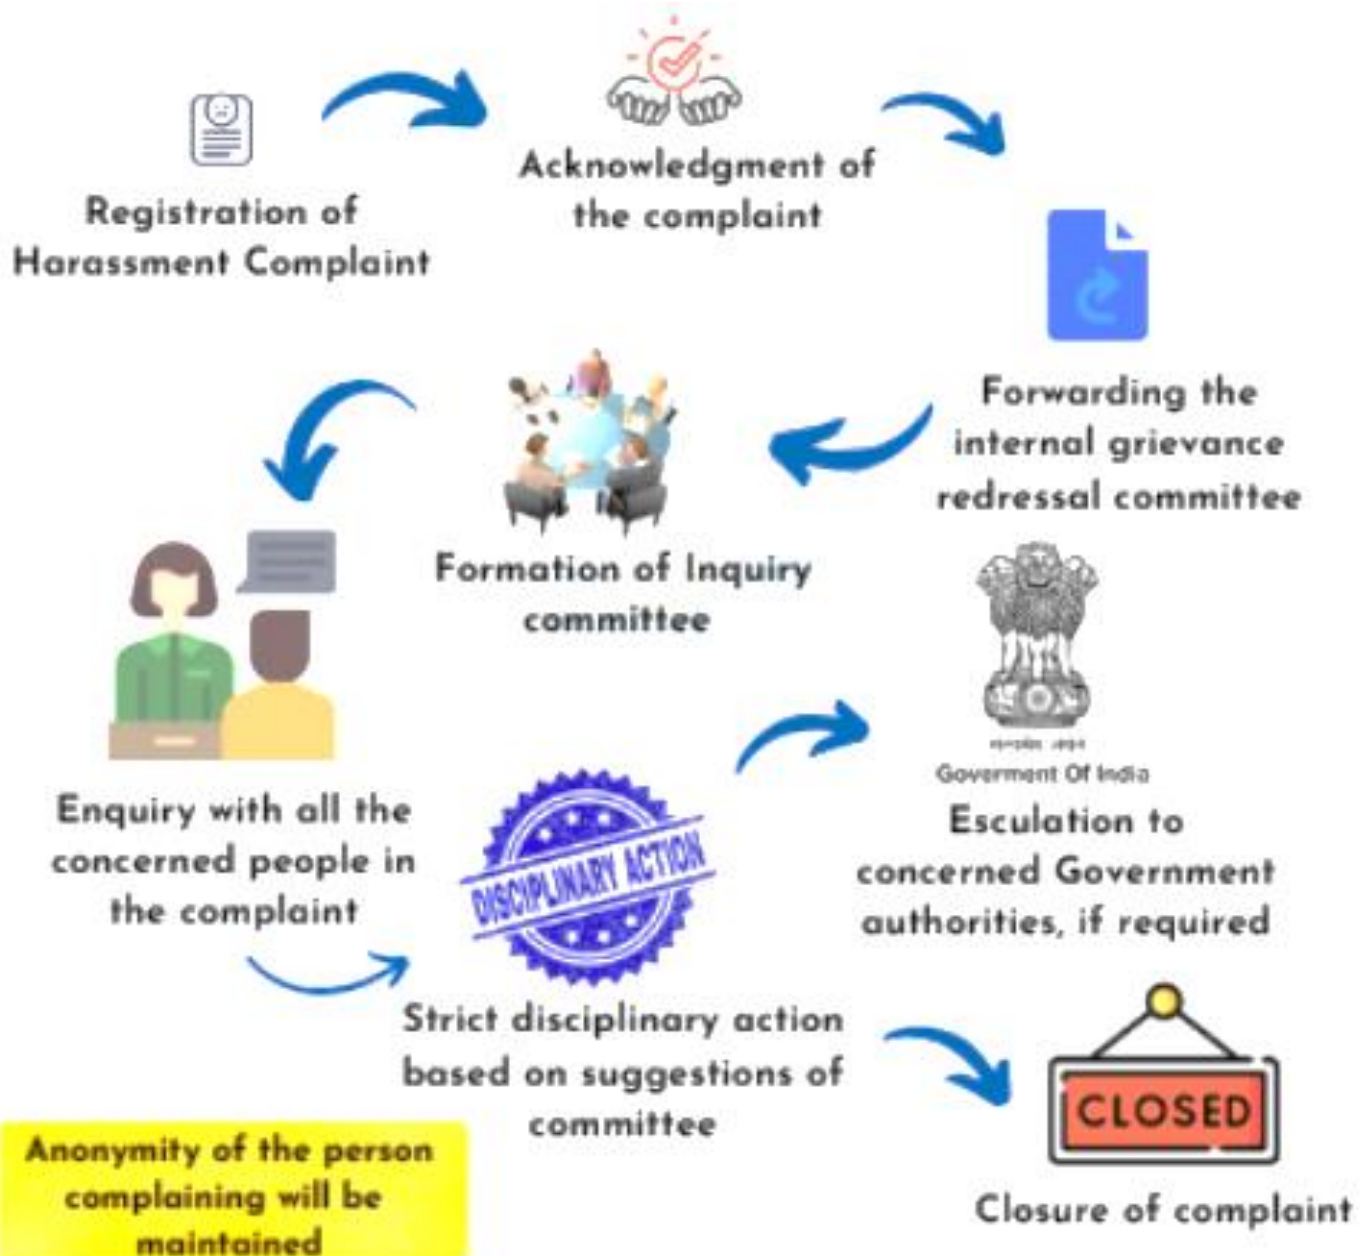 Registration of
Harassment Complaint
Acknowledgment of
the complaint
Forwarding the
internal grievance
redressal committee
Formation of Inquiry
committee
Enquiry with all the
concerned people in
the complaint
DISCIPLINARY ACTION
Strict disciplinary action
based on suggestions of
committee
Goverment Of India
Esculation to
concerned Government
authorities, if required
CLOSED
Closure of complaint
Anonymity of the person
complaining will be
maintained